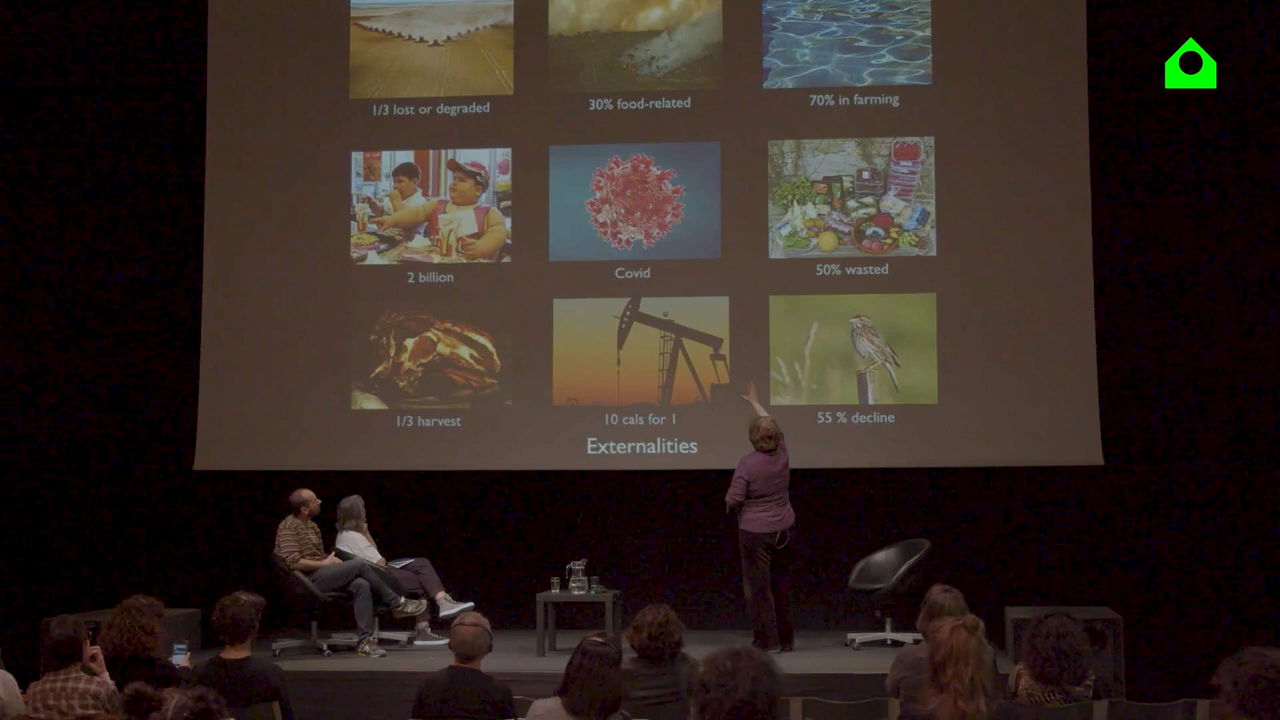 1/3 lost or degraded
30% food-related
70% in farming
2 billion
Covid
50% wasted
1/3 harvest
10 cals for 1
55 % decline
Externalities